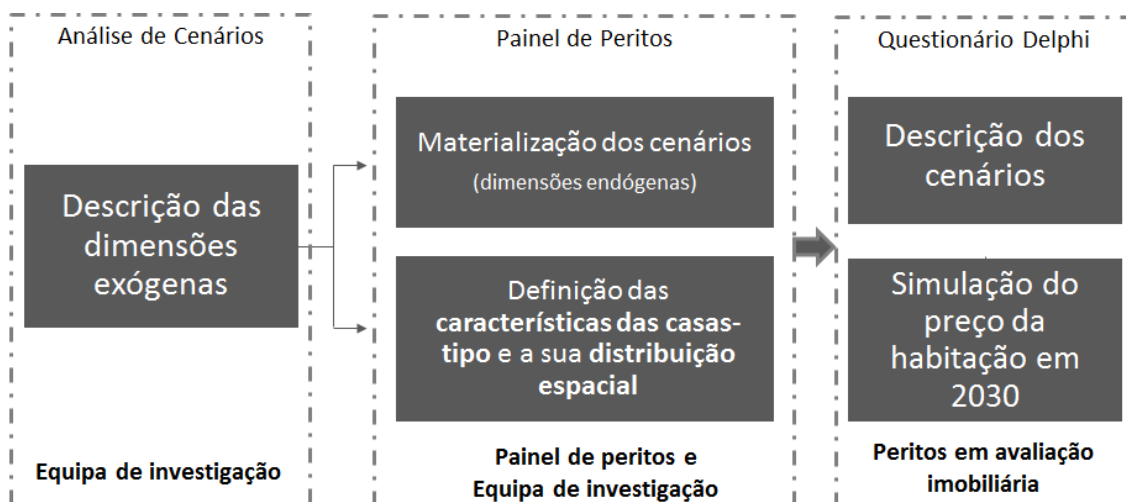 Análise de Cenários
Descrição das
dimensões
exógenas
Equipa de investigação
Painel de Peritos
Materialização dos cenários
(dimensões endógenas)
Definição das
características das casas-
tipo e a sua distribuição
espacial
Painel de peritos e
Equipa de investigação
Questionário Delphi
Descrição dos
cenários
Simulação do
preço da
habitação em
2030
Peritos em avaliação
imobiliária